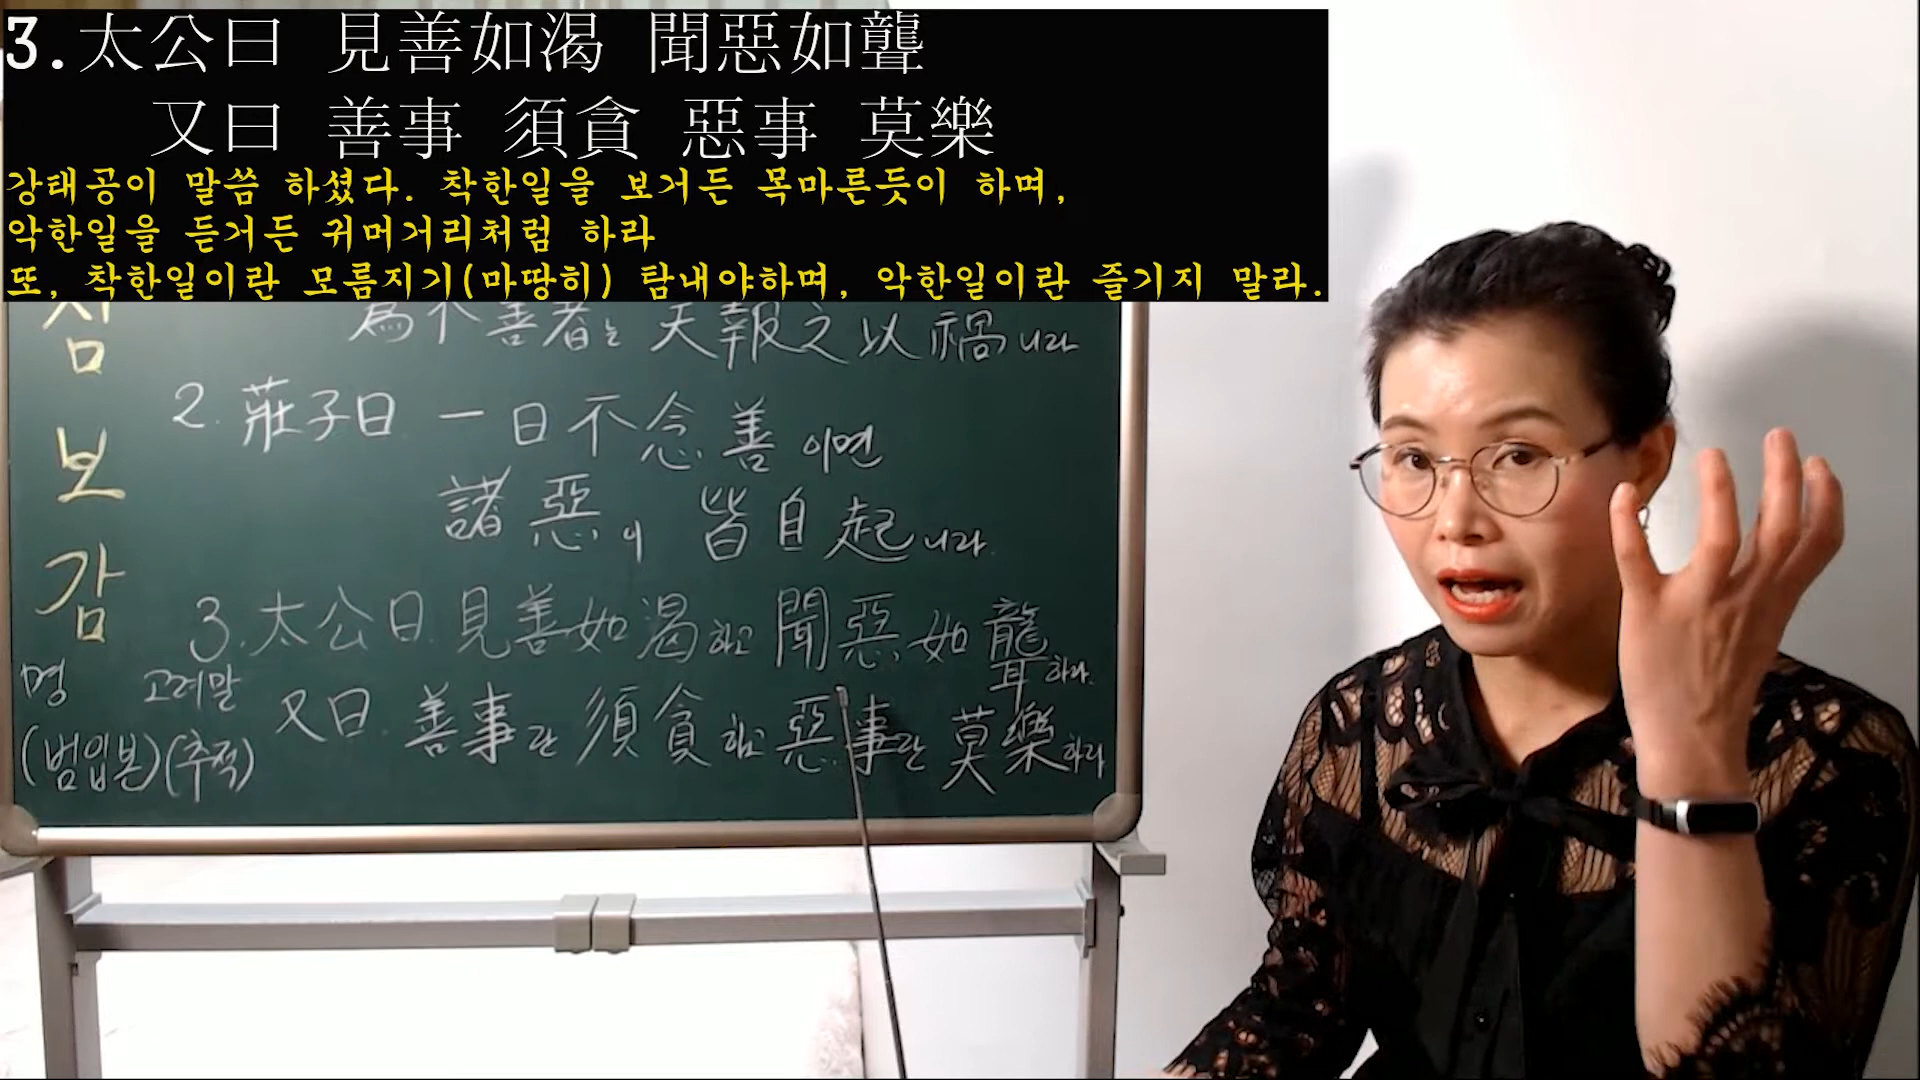 3.太公曰 見善如渴 聞惡如聾
又曰 善事 須貪 惡事 莫樂
강태공이 말씀 하셨다. 착한일을 보거든 목마른듯이 하며,
악한일을 듣거든 귀머거리처럼 하라
또, 착한일이란 모름지기(마땅히) 탐내야하며, 악한일이란 즐기지 말라.
심
보
감
명
(범입본)
고려말
(추적)
爲不善者는 天報之以禍니라
2. 莊子曰 一日不念善이면
諸惡이 皆自起니라
3.太公曰 見善如渴하고 聞惡如聾하라.
又曰. 善事란 須貪하고 惡事란 莫樂하라